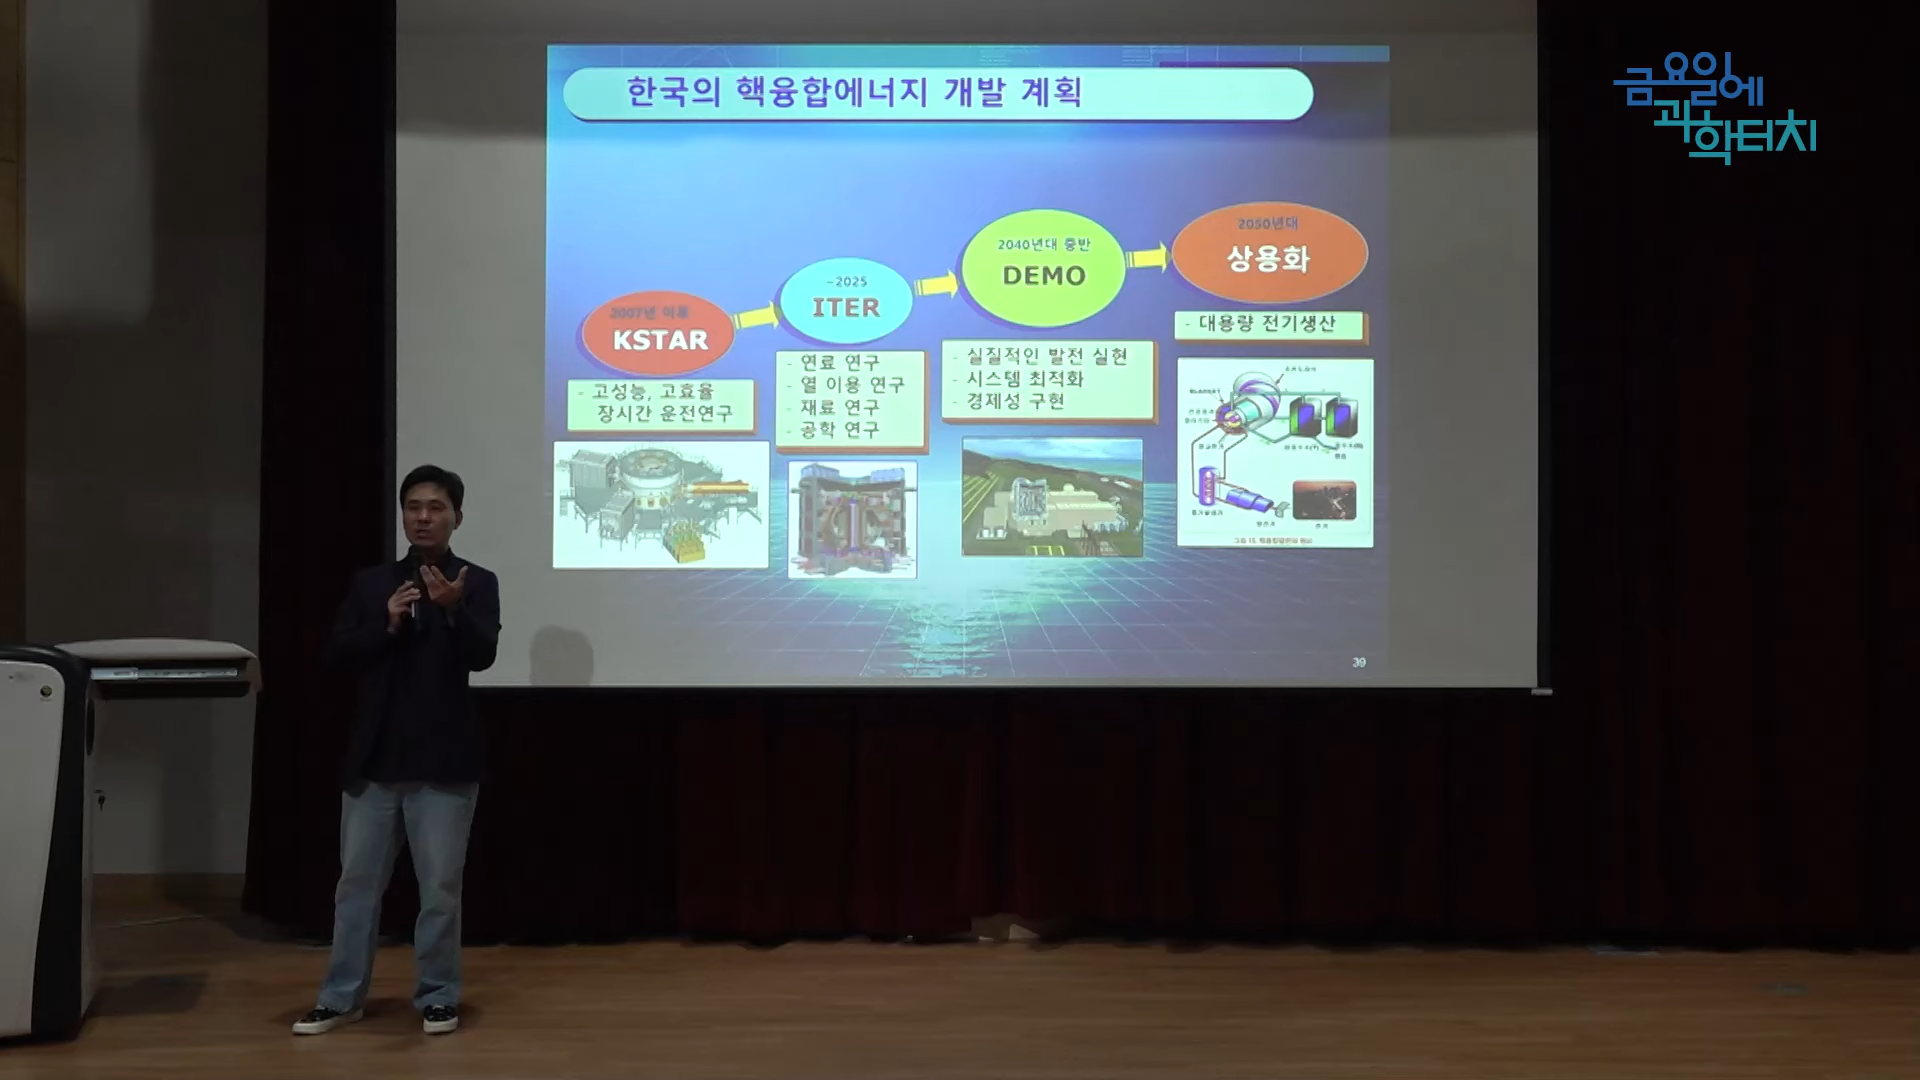 금요일에
과학터치
한국의 핵융합에너지 개발 계획
2007년 이후
KSTAR
- 고성능, 고효율
장시간 운전연구
~2025
ITER
- 연료 연구
- 열 이용 연구
- 재료 연구
- 공학 연구
2040년대 중반
DEMO
- 실질적인 발전 실현
- 시스템 최적화
- 경제성 구현
2050년대
상용화
- 대용량 전기생산
BLANKET
39